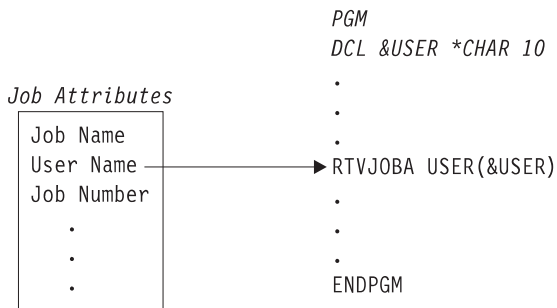 PGM
DCL &USER *CHAR 10
.
.
.
RTVJOBA USER(&USER)
.
.
.
ENDPGM
Job Attributes
Job Name
User Name
Job Number
.
.
.